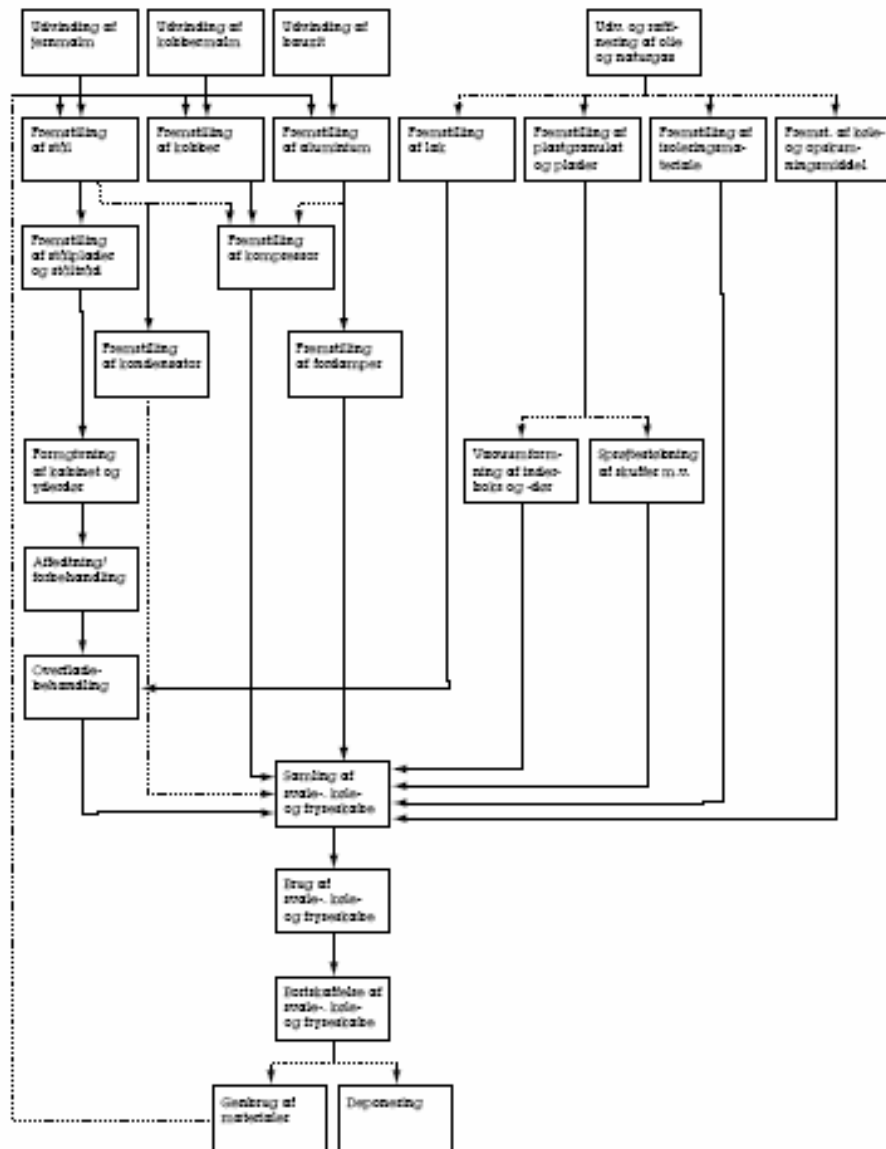 Udvinding af
jernmalm
Udvinding af
kobbermalm
Udvinding af
bauxit
Udv. og raffi-
nering af olie
og naturgas
Fremstilling
af stål
Fremstilling
af kobber
Fremstilling
af aluminium
Fremstilling
af lak
Fremstilling af
plastgranulat
og plader
Fremstilling af
isoleringsma-
teriale
Fremst. af køle-
og opskum-
ningsmiddel
Fremstilling
af stålplader
og ståltråd
Fremstilling
af kompressor
Fremstilling
af kondensator
Fremstilling
af fordamper
Formgivning
af kabinet og
yderdør
Vacuumform-
ning af inder-
boks og -dør
Sprøjtestøbning
af skuffer m.v.
Affedtning/
forbehandling
Overflade-
behandling
Samling af
svale-, køle-
og fryseskabe
Brug af
svale-, køle-
og fryseskabe
Bortskaffelse af
svale-, køle-
og fryseskabe
Genbrug af
materialer
Deponering